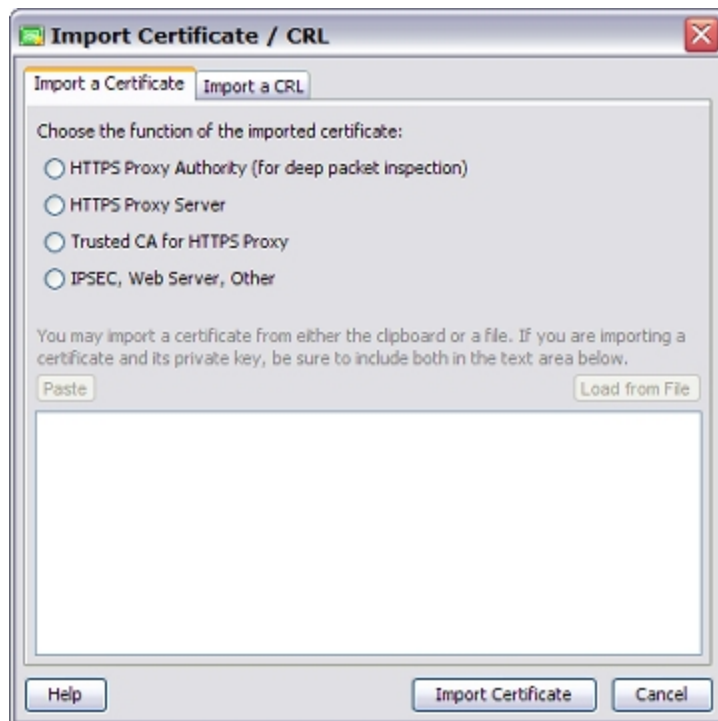 Import Certificate / CRL
Import a Certificate
Import a CRL
Choose the function of the imported certificate:
HTTPS Proxy Authority (for deep packet inspection)
HTTPS Proxy Server
Trusted CA for HTTPS Proxy
IPSEC, Web Server, Other
You may import a certificate from either the clipboard or a file. If you are importing a
certificate and its private key, be sure to include both in the text area below.
Paste
Load from File
Help
Import Certificate
Cancel